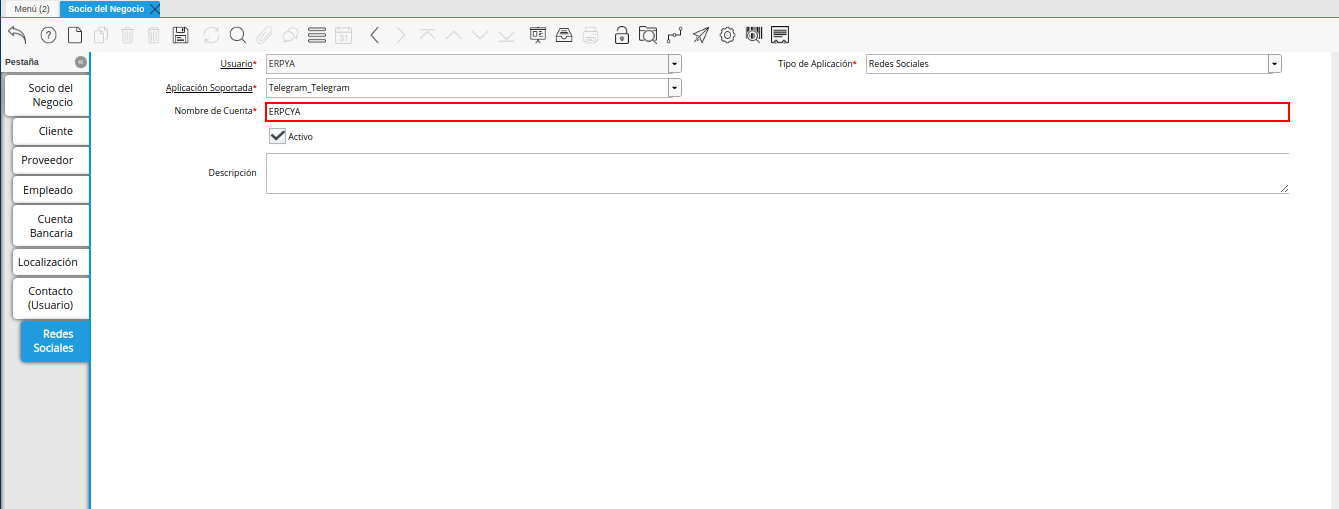 Menú (2)
Socio del Negocio
31
Pestaña
Socio del
Negocio
Cliente
Proveedor
Empleado
Cuenta
Bancaria
Localización
Contacto
(Usuario)
Redes
Sociales
Usuario* ERPYA
Tipo de Aplicación* Redes Sociales
Aplicación Soportada* Telegram_Telegram
Nombre de Cuenta* ERPCYA
Activo
Descripción